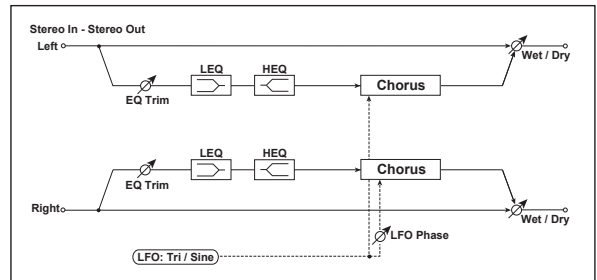 Stereo In - Stereo Out
Left
Wet / Dry
EQ Trim
LEQ
HEQ
Chorus
LEQ
HEQ
Chorus
EQ Trim
Right
Wet / Dry
LFO Phase
LFO: Tri / Sine